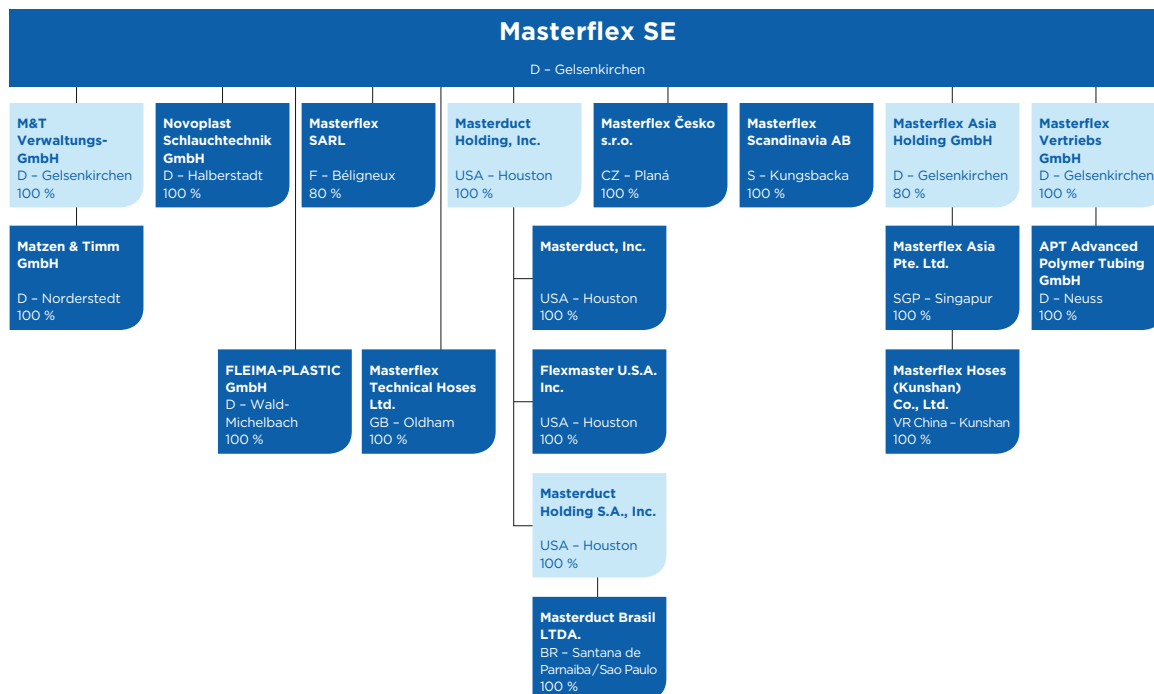 Masterflex SE
D – Gelsenkirchen
M&T
Verwaltungs-
GmbH
D – Gelsenkirchen
100 %
Novoplast
Schlauchtechnik
GmbH
D – Halberstadt
100 %
Masterflex
SARL
F – Béligneux
80 %
Masterduct
Holding, Inc.
USA – Houston
100 %
Masterflex Česko
s.r.o.
CZ – Planá
100 %
Masterflex
Scandinavia AB
S – Kungsbacka
100 %
Masterflex Asia
Holding GmbH
D – Gelsenkirchen
80 %
Masterflex
Vertriebs
GmbH
D – Gelsenkirchen
100 %
Matzen & Timm
GmbH
D – Norderstedt
100 %
Masterduct, Inc.
USA – Houston
100 %
Masterflex Asia
Pte. Ltd.
SGP – Singapur
100 %
APT Advanced
Polymer Tubing
GmbH
D – Neuss
100 %
FLEIMA-PLASTIC
GmbH
D – Wald-
Michelbach
100 %
Masterflex
Technical Hoses
Ltd.
GB – Oldham
100 %
Flexmaster U.S.A.
Inc.
USA – Houston
100 %
Masterflex Hoses
(Kunshan)
Co., Ltd.
VR China – Kunshan
100 %
Masterduct
Holding S.A., Inc.
USA – Houston
100 %
Masterduct Brasil
LTDA.
BR – Santana de
Parnaiba/Sao Paulo
100 %